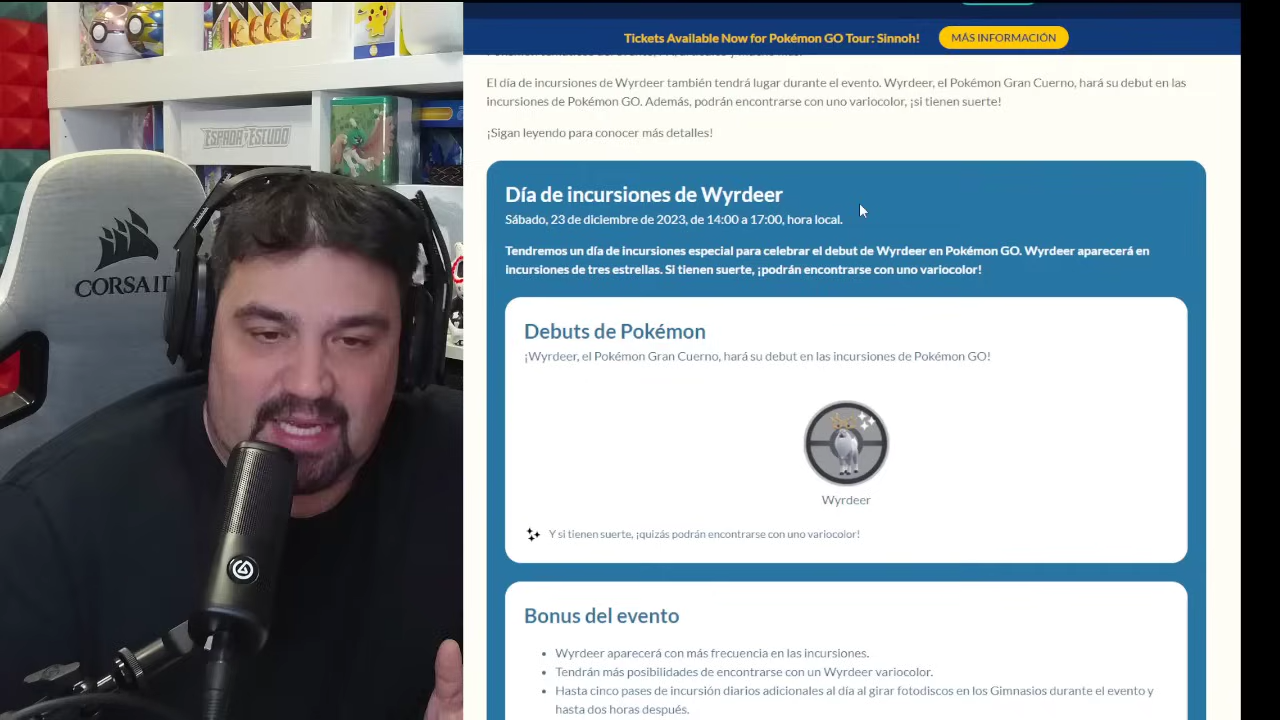 Tickets Available Now for Pokémon GO Tour: Sinnoh!
MÁS INFORMACIÓN
El día de incursiones de Wyrdeer también tendrá lugar durante el evento. Wyrdeer, el Pokémon Gran Cuerno, hará su debut en las
incursiones de Pokémon GO. Además, podrán encontrarse con uno variocolor, ¡si tienen suerte!
¡Sigan leyendo para conocer más detalles!
Día de incursiones de Wyrdeer
Sábado, 23 de diciembre de 2023, de 14:00 a 17:00, hora local.
Tendremos un día de incursiones especial para celebrar el debut de Wyrdeer en Pokémon GO. Wyrdeer aparecerá en
incursiones de tres estrellas. Si tienen suerte, ¡podrán encontrarse con uno variocolor!
Debuts de Pokémon
¡Wyrdeer, el Pokémon Gran Cuerno, hará su debut en las incursiones de Pokémon GO!
Wyrdeer
Y si tienen suerte, ¡quizás podrán encontrarse con uno variocolor!
Bonus del evento
Wyrdeer aparecerá con más frecuencia en las incursiones.
Tendrán más posibilidades de encontrarse con un Wyrdeer variocolor.
Hasta cinco pases de incursión diarios adicionales al día al girar fotodiscos en los Gimnasios durante el evento y
hasta dos horas después.
ESPADA ESCUDO
CORSAIR